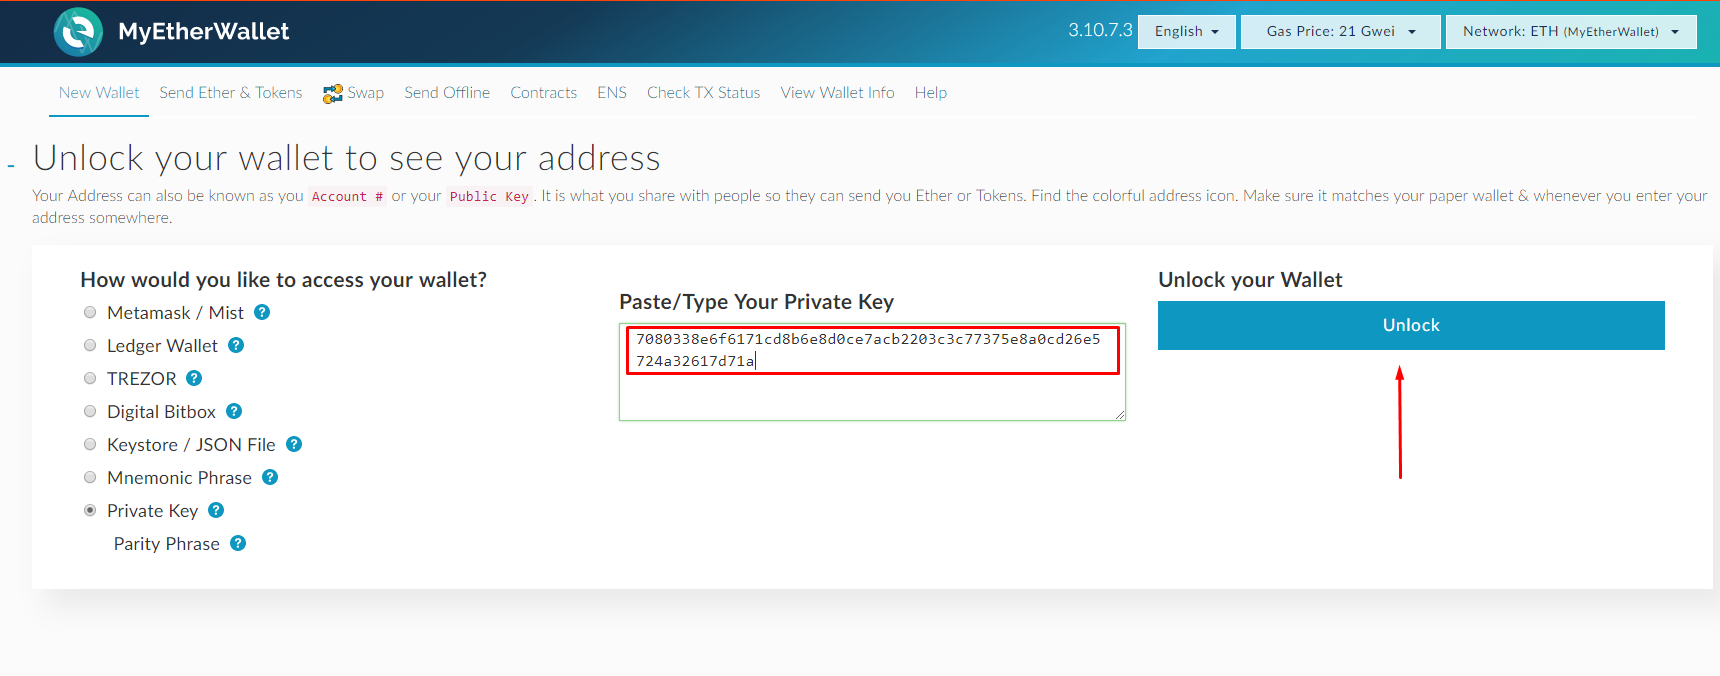 MyEtherWallet
3.10.7.3 English Gas Price: 21 Gwei Network: ETH (MyEtherWallet)
New Wallet Send Ether & Tokens Swap Send Offline Contracts ENS Check TX Status View Wallet Info Help
- Unlock your wallet to see your address
Your Address can also be known as you Account # or your Public Key . It is what you share with people so they can send you Ether or Tokens. Find the colorful address icon. Make sure it matches your paper wallet & whenever you enter your
address somewhere.
How would you like to access your wallet?
Metamask / Mist ?
Ledger Wallet ?
TREZOR ?
Digital Bitbox ?
Keystore / JSON File ?
Mnemonic Phrase ?
Private Key ?
Parity Phrase ?
Paste/Type Your Private Key
7080338e6f6171cd8b6e8d0ce7acb2203c3c77375e8a0cd26e5
724a32617d71a
Unlock your Wallet
Unlock